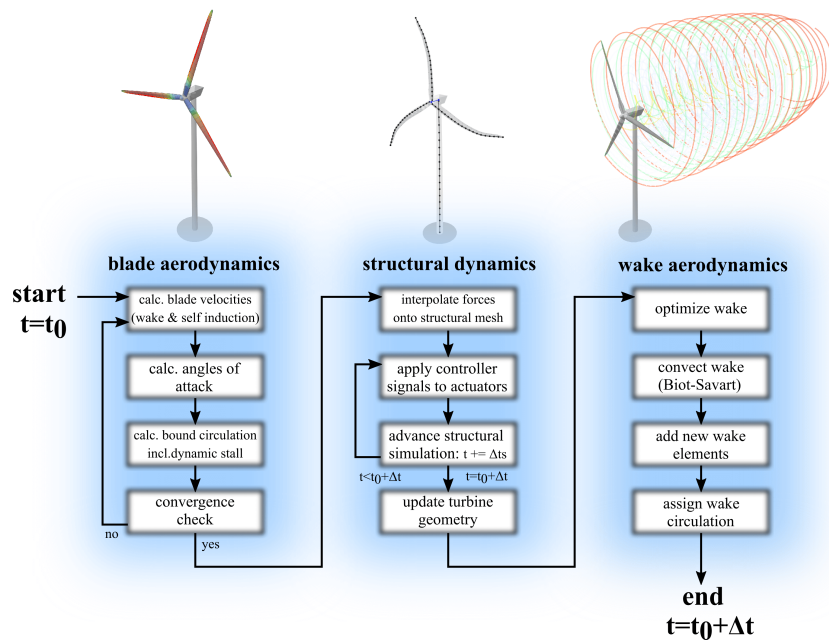 blade aerodynamics
start
t=t0
calc. blade velocities
(wake & self induction)
calc. angles of
attack
calc. bound circulation
incl.dynamic stall
convergence
check
no
yes
structural dynamics
interpolate forces
onto structural mesh
apply controller
signals to actuators
advance structural
simulation: t += Δts
t<t0+Δt
t=t0+Δt
update turbine
geometry
wake aerodynamics
optimize wake
convect wake
(Biot-Savart)
add new wake
elements
assign wake
circulation
end
t=t0+Δt